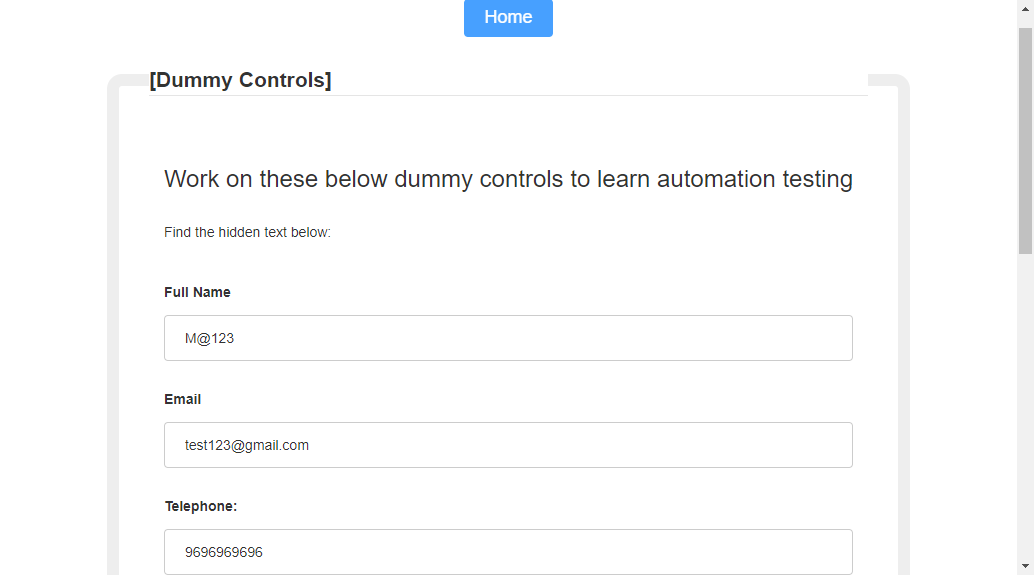 Home
[Dummy Controls]
Work on these below dummy controls to learn automation testing
Find the hidden text below:
Full Name
M@123
Email
test123@gmail.com
Telephone:
9696969696